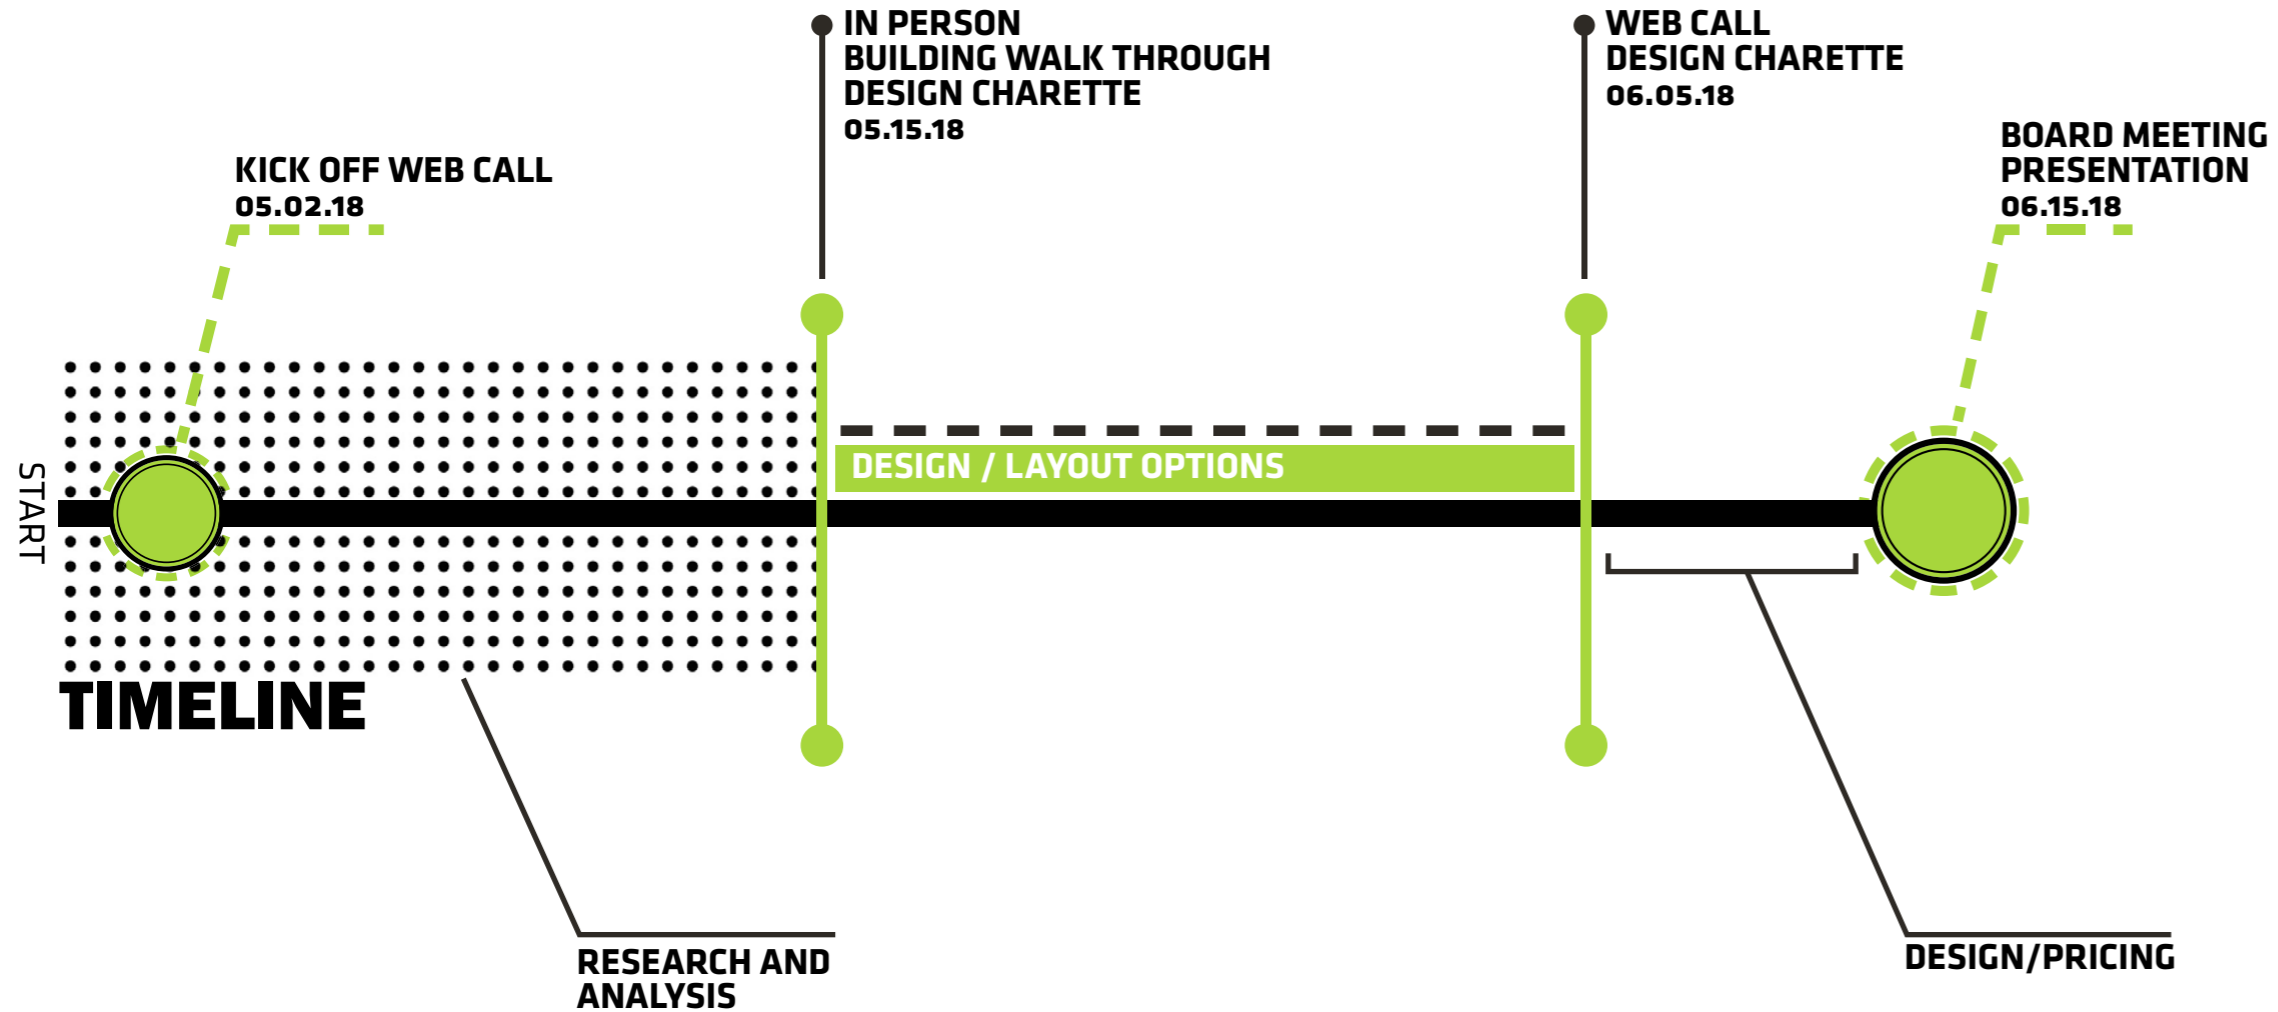 IN PERSON
BUILDING WALK THROUGH
DESIGN CHARETTE
05.15.18
WEB CALL
DESIGN CHARETTE
06.05.18
BOARD MEETING
PRESENTATION
06.15.18
KICK OFF WEB CALL
05.02.18
DESIGN / LAYOUT OPTIONS
START
TIMELINE
RESEARCH AND
ANALYSIS
DESIGN/PRICING